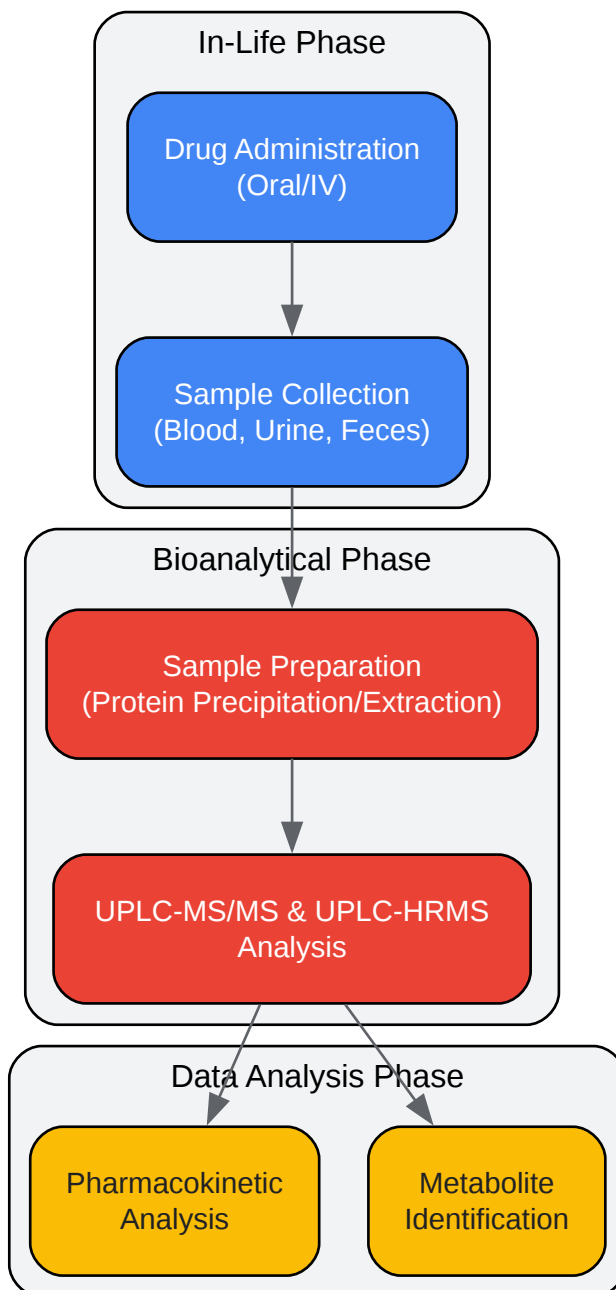 In-Life Phase
Drug Administration
(Oral/IV)
Sample Collection
(Blood, Urine, Feces)
Bioanalytical Phase
Sample Preparation
(Protein Precipitation/Extraction)
UPLC-MS/MS & UPLC-HRMS
Analysis
Data Analysis Phase
Pharmacokinetic
Analysis
Metabolite
Identification